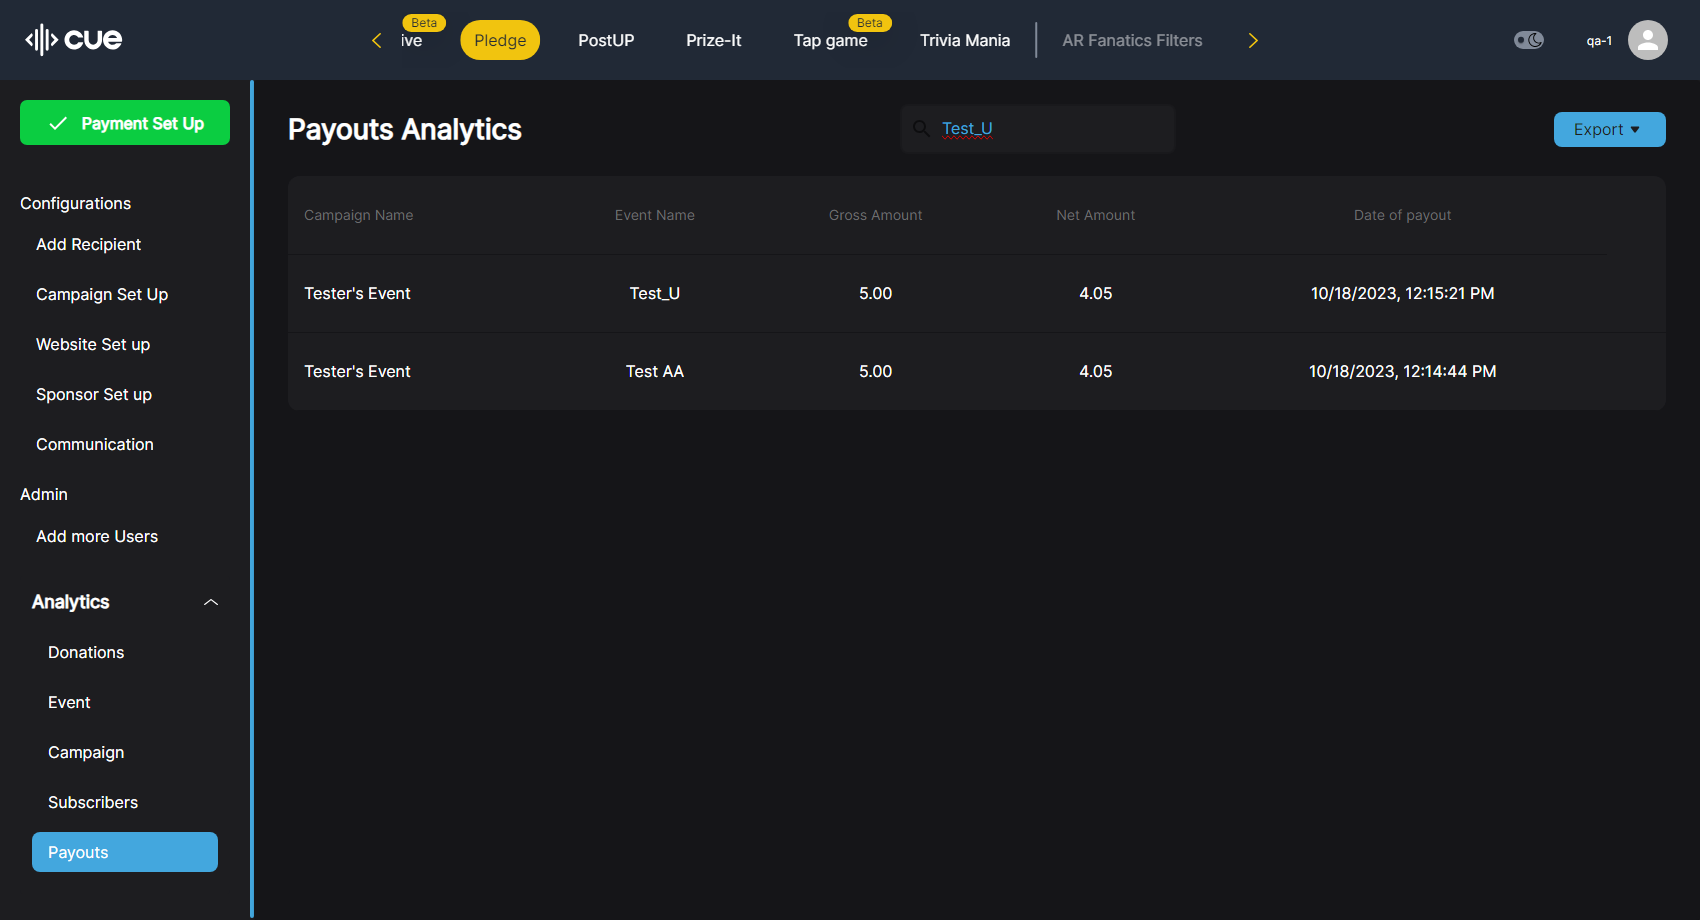 cue
Beta
Beta
ive
Pledge
PostUP
Prize-It
Tap game
Trivia Mania
AR Fanatics Filters
qa-1
Payment Set Up
Configurations
Add Recipient
Campaign Set Up
Website Set up
Sponsor Set up
Communication
Admin
Add more Users
Analytics
Donations
Event
Campaign
Subscribers
Payouts
Payouts Analytics
Test_U
Export
Campaign Name Event Name Gross Amount Net Amount Date of payout
Tester's Event Test_U 5.00 4.05 10/18/2023, 12:15:21 PM
Tester's Event Test AA 5.00 4.05 10/18/2023, 12:14:44 PM